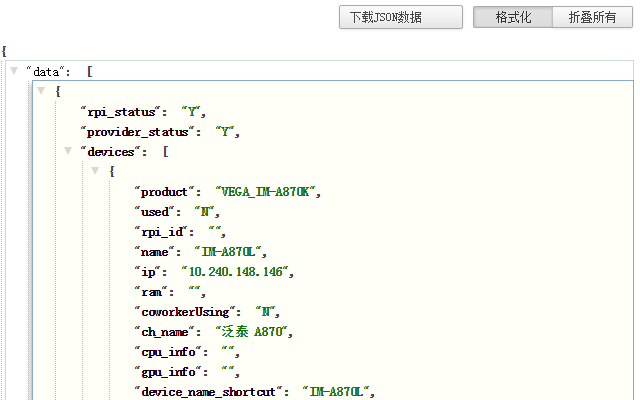 下载JSON数据 格式化 折叠所有
{
"data": [
{
"rpi_status": "Y",
"provider_status": "Y",
"devices": [
{
"product": "VEGA_IM-A870K",
"used": "N",
"rpi_id": "",
"name": "IM-A870L",
"ip": "10.240.148.146",
"ram": "",
"coworkerUsing": "N",
"ch_name": "泛泰 A870",
"cpu_info": "",
"gpu_info": "",
"device_name_shortcut": "IM-A870L",